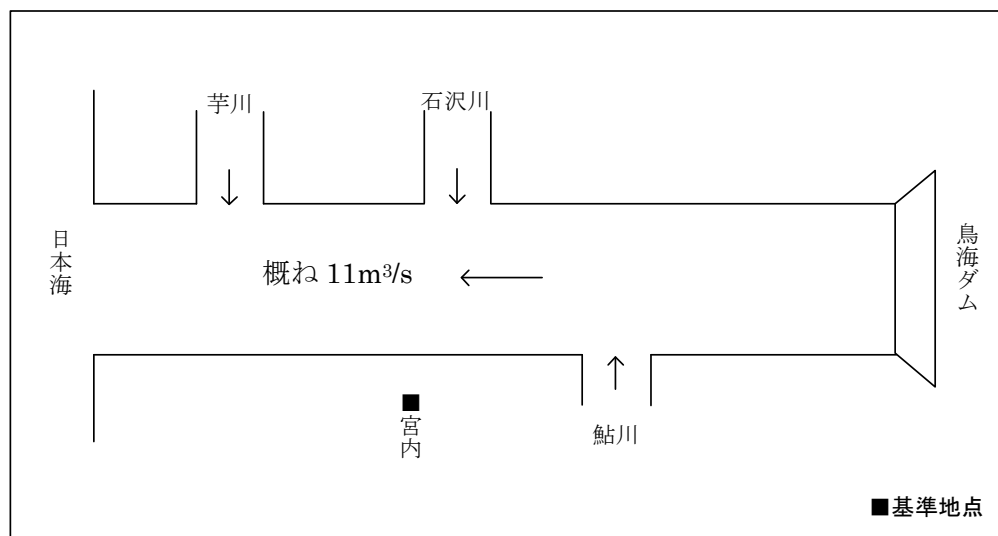 芋川
石沢川
日本海
概ね 11m³/s
鳥海ダム
■宮内
鮎川
■基準地点